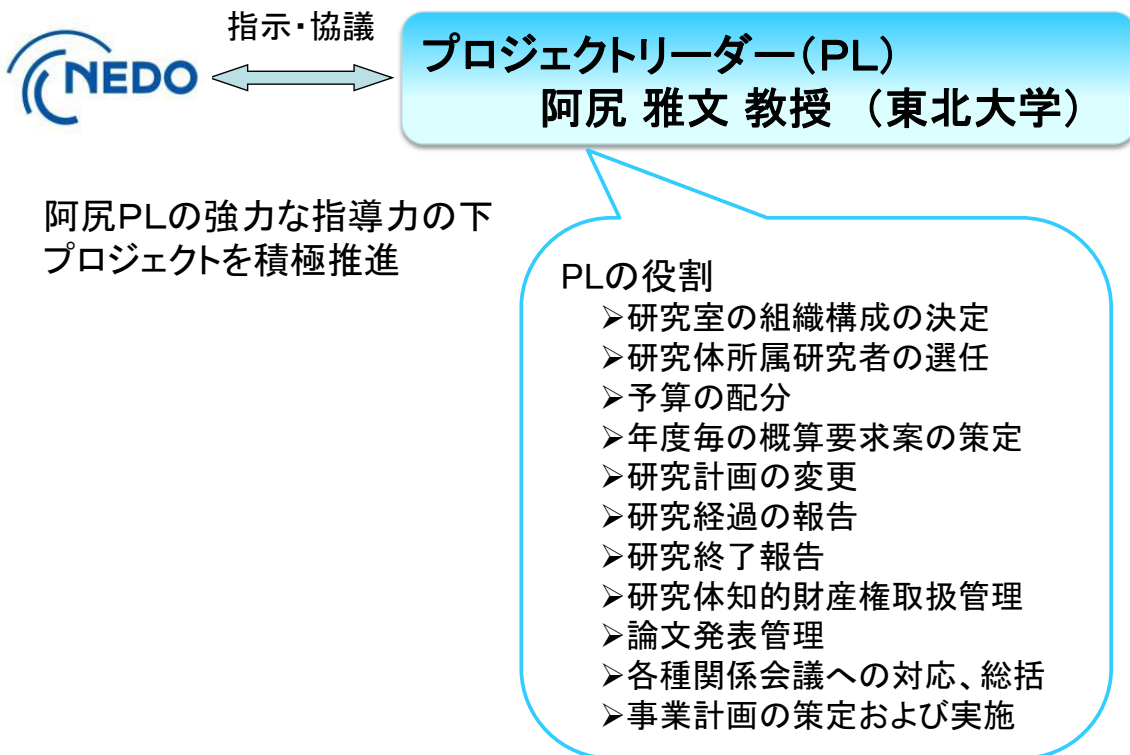 指示・協議
NEDO
プロジェクトリーダー(PL)
阿尻 雅文 教授 (東北大学)
阿尻PLの強力な指導力の下
プロジェクトを積極推進
PLの役割
➢研究室の組織構成の決定
➢研究体所属研究者の選任
➢予算の配分
➢年度毎の概算要求案の策定
➢研究計画の変更
➢研究経過の報告
➢研究終了報告
➢研究体知的財産権取扱管理
➢論文発表管理
➢各種関係会議への対応、総括
➢事業計画の策定および実施